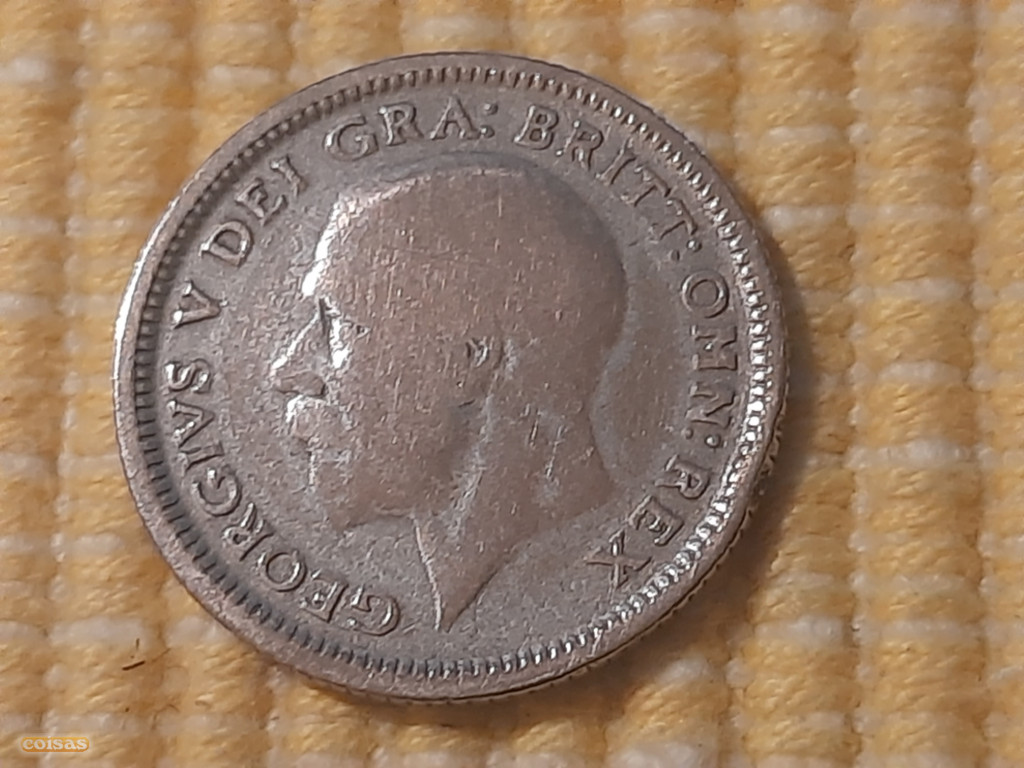 GEORGIVS V DEI GRA: BRITT: OMN: REX
coisas